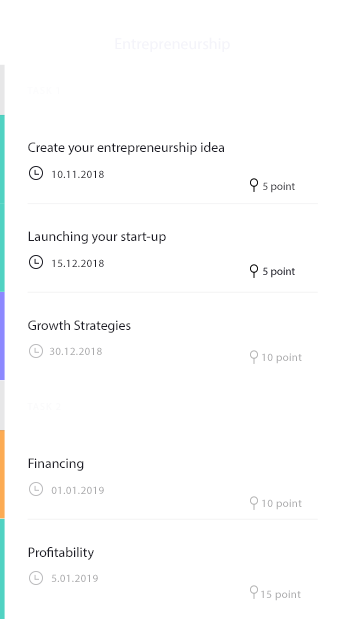 Entrepreneurship
Create your entrepreneurship idea
10.11.2018
5 point
Launching your start-up
15.12.2018
5 point
Growth Strategies
30.12.2018
10 point
Financing
01.01.2019
10 point
Profitability
5.01.2019
15 point